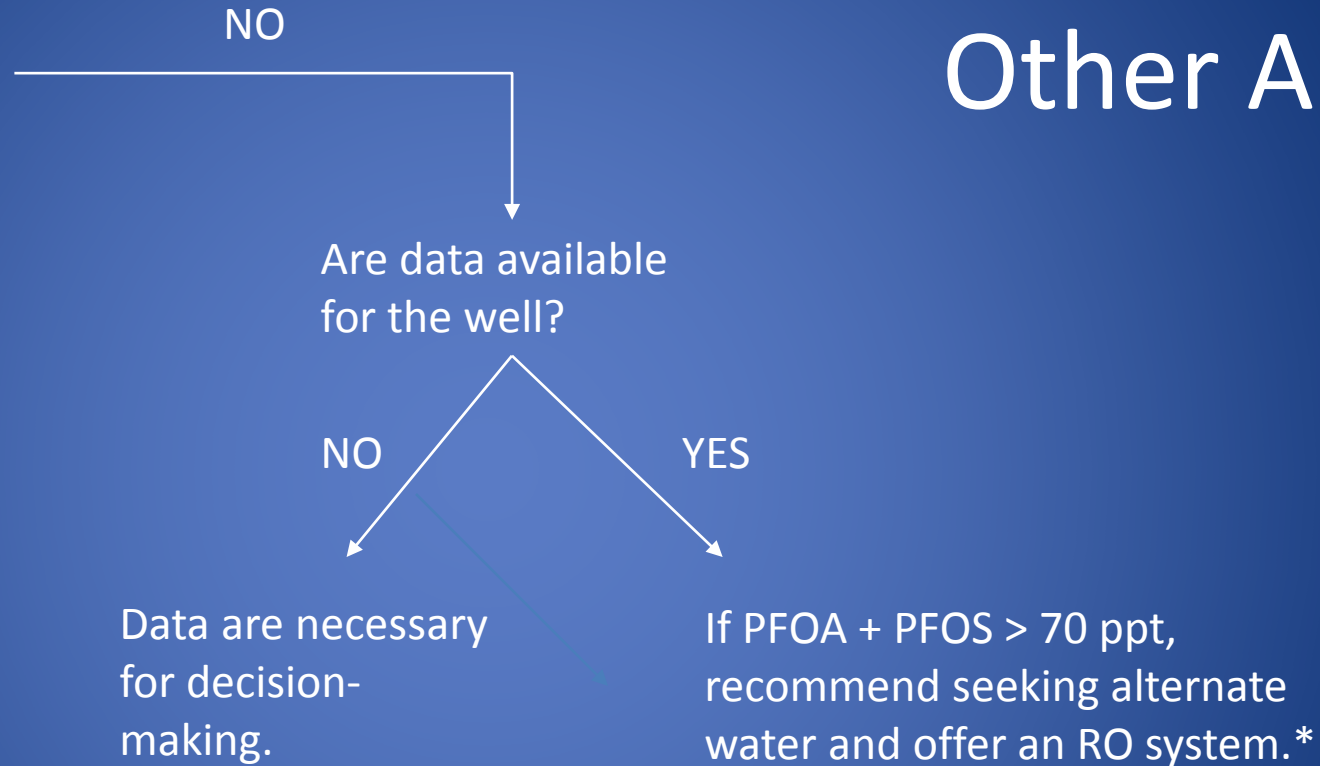 NO
Other A
Are data available
for the well?
NO
YES
Data are necessary
for decision-
making.
If PFOA + PFOS > 70 ppt,
recommend seeking alternate
water and offer an RO system.*